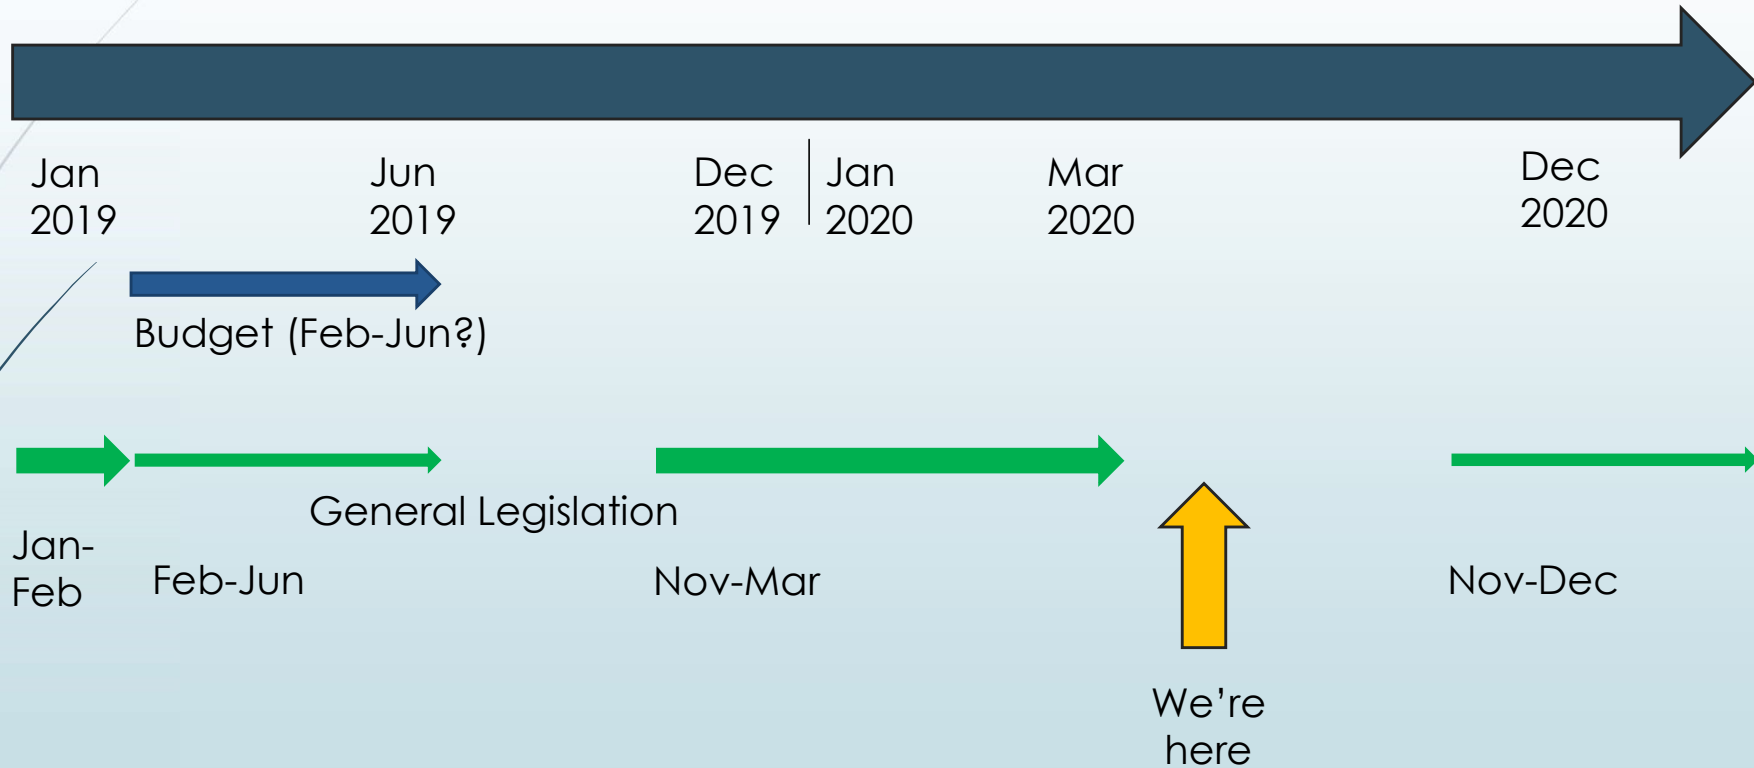 Jan
2019
Jun
2019
Dec
2019
Jan
2020
Mar
2020
Dec
2020
Budget (Feb-Jun?)
General Legislation
Jan-
Feb
Feb-Jun
Nov-Mar
Nov-Dec
We’re
here